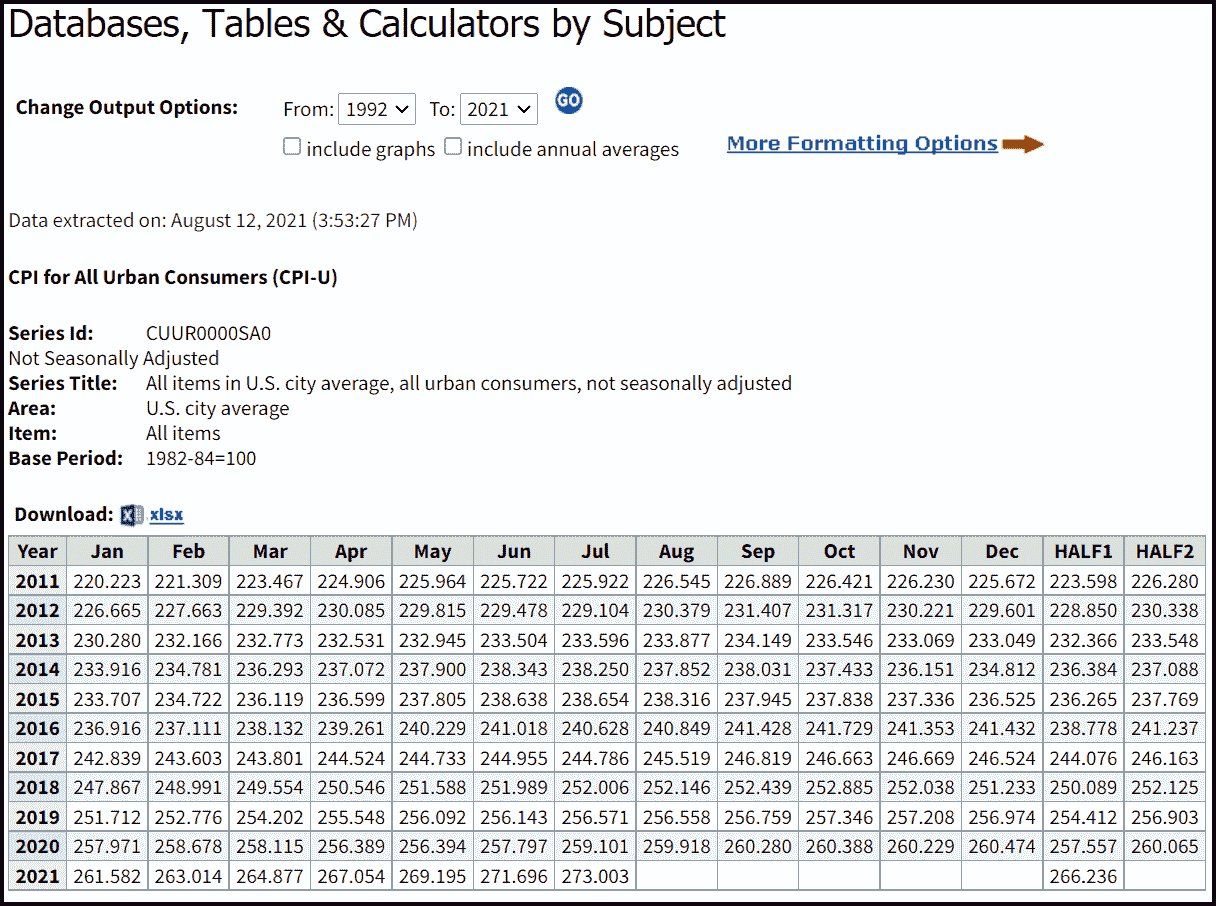 Databases, Tables & Calculators by Subject
Change Output Options: From: 1992 To: 2021 GO
include graphs include annual averages More Formatting Options
Data extracted on: August 12, 2021 (3:53:27 PM)
CPI for All Urban Consumers (CPI-U)
Series Id: CUUR0000SA0
Not Seasonally Adjusted
Series Title: All items in U.S. city average, all urban consumers, not seasonally adjusted
Area: U.S. city average
Item: All items
Base Period: 1982-84=100
Download: xlsx
Year Jan Feb Mar Apr May Jun Jul Aug Sep Oct Nov Dec HALF1 HALF2
2011 220.223 221.309 223.467 224.906 225.964 225.722 225.922 226.545 226.889 226.421 226.230 225.672 223.598 226.280
2012 226.665 227.663 229.392 230.085 229.815 229.478 229.104 230.379 231.407 231.317 230.221 229.601 228.850 230.338
2013 230.280 232.166 232.773 232.531 232.945 233.504 233.596 233.877 234.149 233.546 233.069 233.049 232.366 233.548
2014 233.916 234.781 236.293 237.072 237.900 238.343 238.250 237.852 238.031 237.433 236.151 234.812 236.384 237.088
2015 233.707 234.722 236.119 236.599 237.805 238.638 238.654 238.316 237.945 237.838 237.336 236.525 236.265 237.769
2016 236.916 237.111 238.132 239.261 240.229 241.018 240.628 240.849 241.428 241.729 241.353 241.432 238.778 241.237
2017 242.839 243.603 243.801 244.524 244.733 244.955 244.786 245.519 246.819 246.663 246.669 246.524 244.076 246.163
2018 247.867 248.991 249.554 250.546 251.588 251.989 252.006 252.146 252.439 252.885 252.038 251.233 250.089 252.125
2019 251.712 252.776 254.202 255.548 256.092 256.143 256.571 256.558 256.759 257.346 257.208 256.974 254.412 256.903
2020 257.971 258.678 258.115 256.389 256.394 257.797 259.101 259.918 260.280 260.388 260.229 260.474 257.557 260.065
2021 261.582 263.014 264.877 267.054 269.195 271.696 273.003 266.236